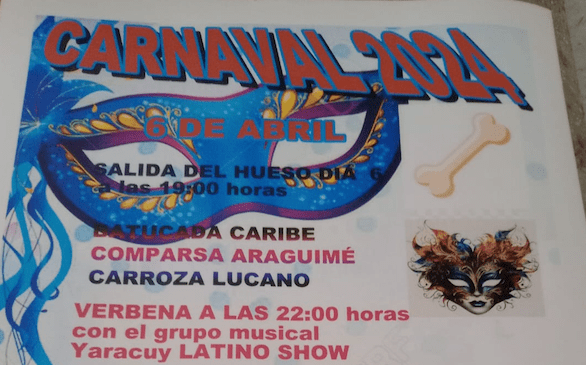 CARNAVAL 2024
6 DE ABRIL
SALIDA DEL HUESO DIA 6
a las 19:00 horas
BATUCADA CARIBE
COMPARSA ARAGUIMÉ
CARROZA LUCANO
VERBENA A LAS 22:00 horas
con el grupo musical
Yaracuy LATINO SHOW